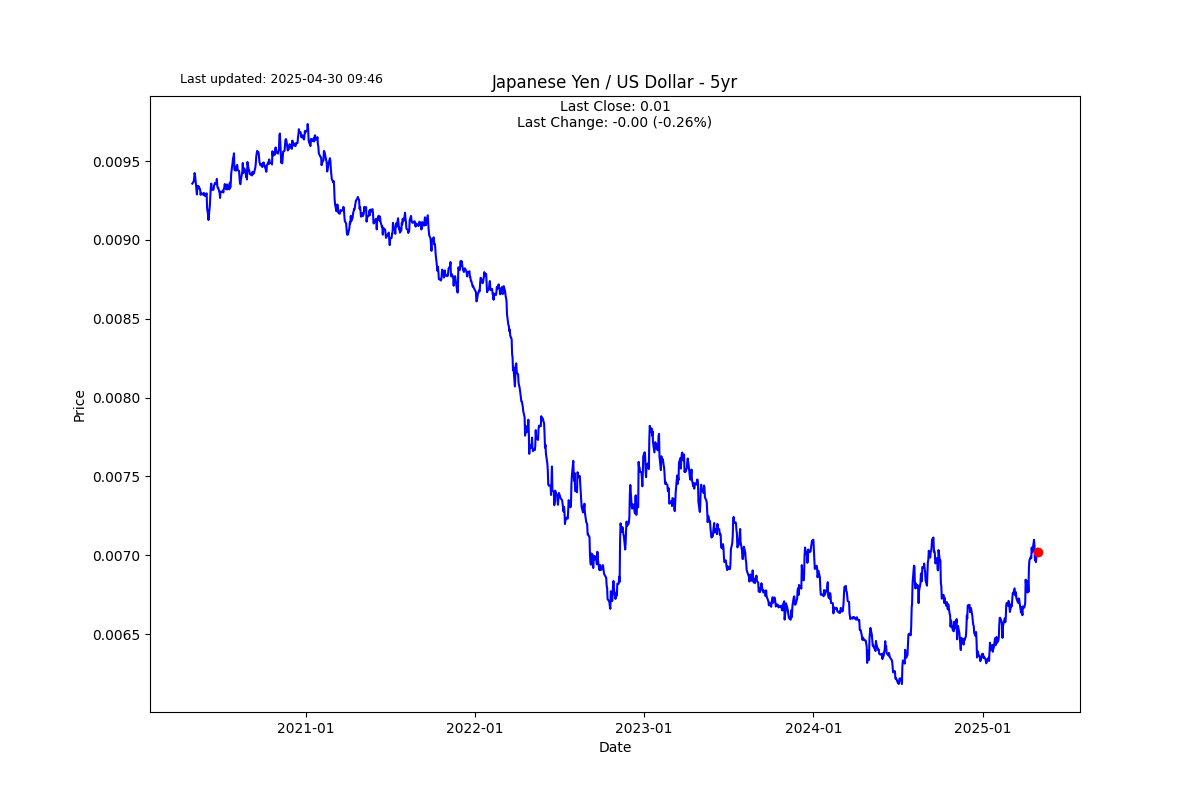 Last updated: 2025-04-30 09:46
Japanese Yen / US Dollar - 5yr
Last Close: 0.01
Last Change: -0.00 (-0.26%)
0.0095
0.0090
0.0085
0.0080
0.0075
0.0070
0.0065
Price
2021-01
2022-01
2023-01
2024-01
2025-01
Date